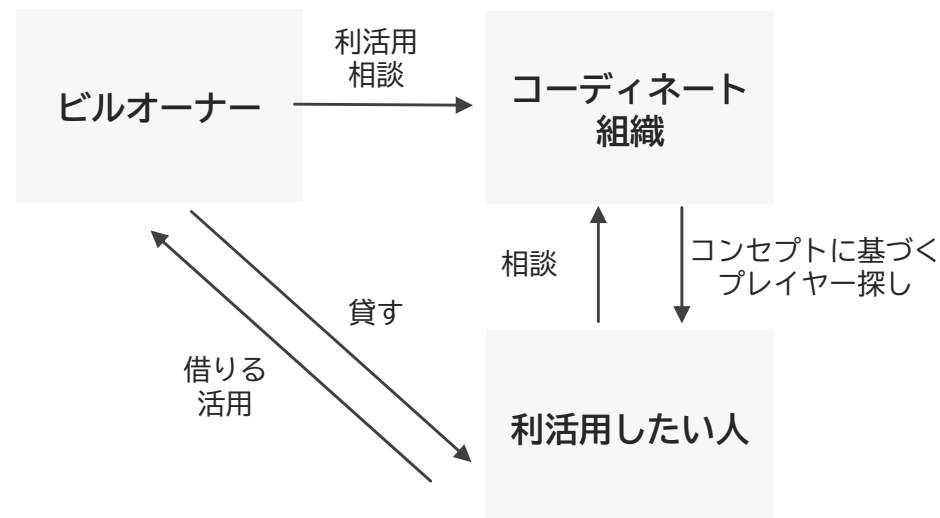 利活用
相談
ビルオーナー
コーディネート
組織
相談
コンセプトに基づく
プレイヤー探し
貸す
借りる
活用
利活用したい人